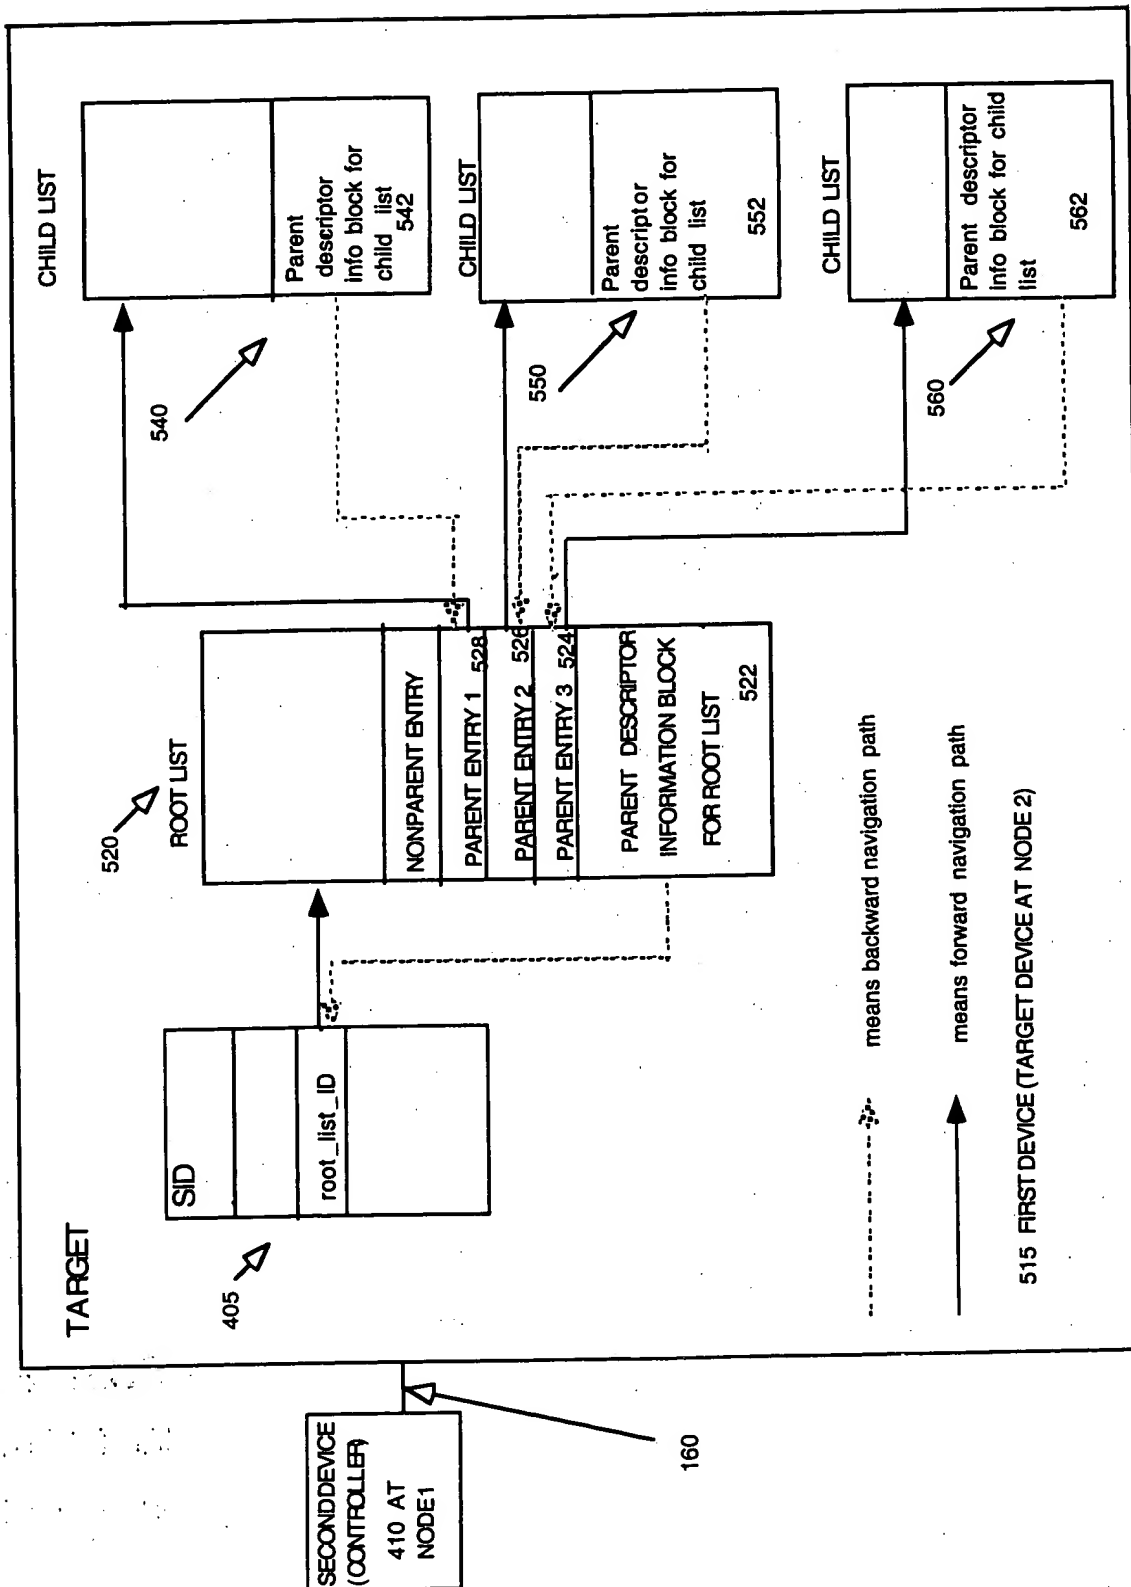 TARGET
SID
root_list_ID
405
520
ROOT LIST
NONPARENT ENTRY
PARENT ENTRY 1 528
PARENT ENTRY 2 526
PARENT ENTRY 3 524
PARENT DESCRIPTOR
INFORMATION BLOCK
FOR ROOT LIST
522
CHILD LIST
Parent
descriptor
info block for
child list
542
540
CHILD LIST
Parent
descriptor
info block for
child list
552
550
CHILD LIST
Parent descriptor
info block for child
list
562
560
means backward navigation path
means forward navigation path
515 FIRST DEVICE (TARGET DEVICE AT NODE 2)
SECOND DEVICE
(CONTROLLER)
410 AT
NODE1
160